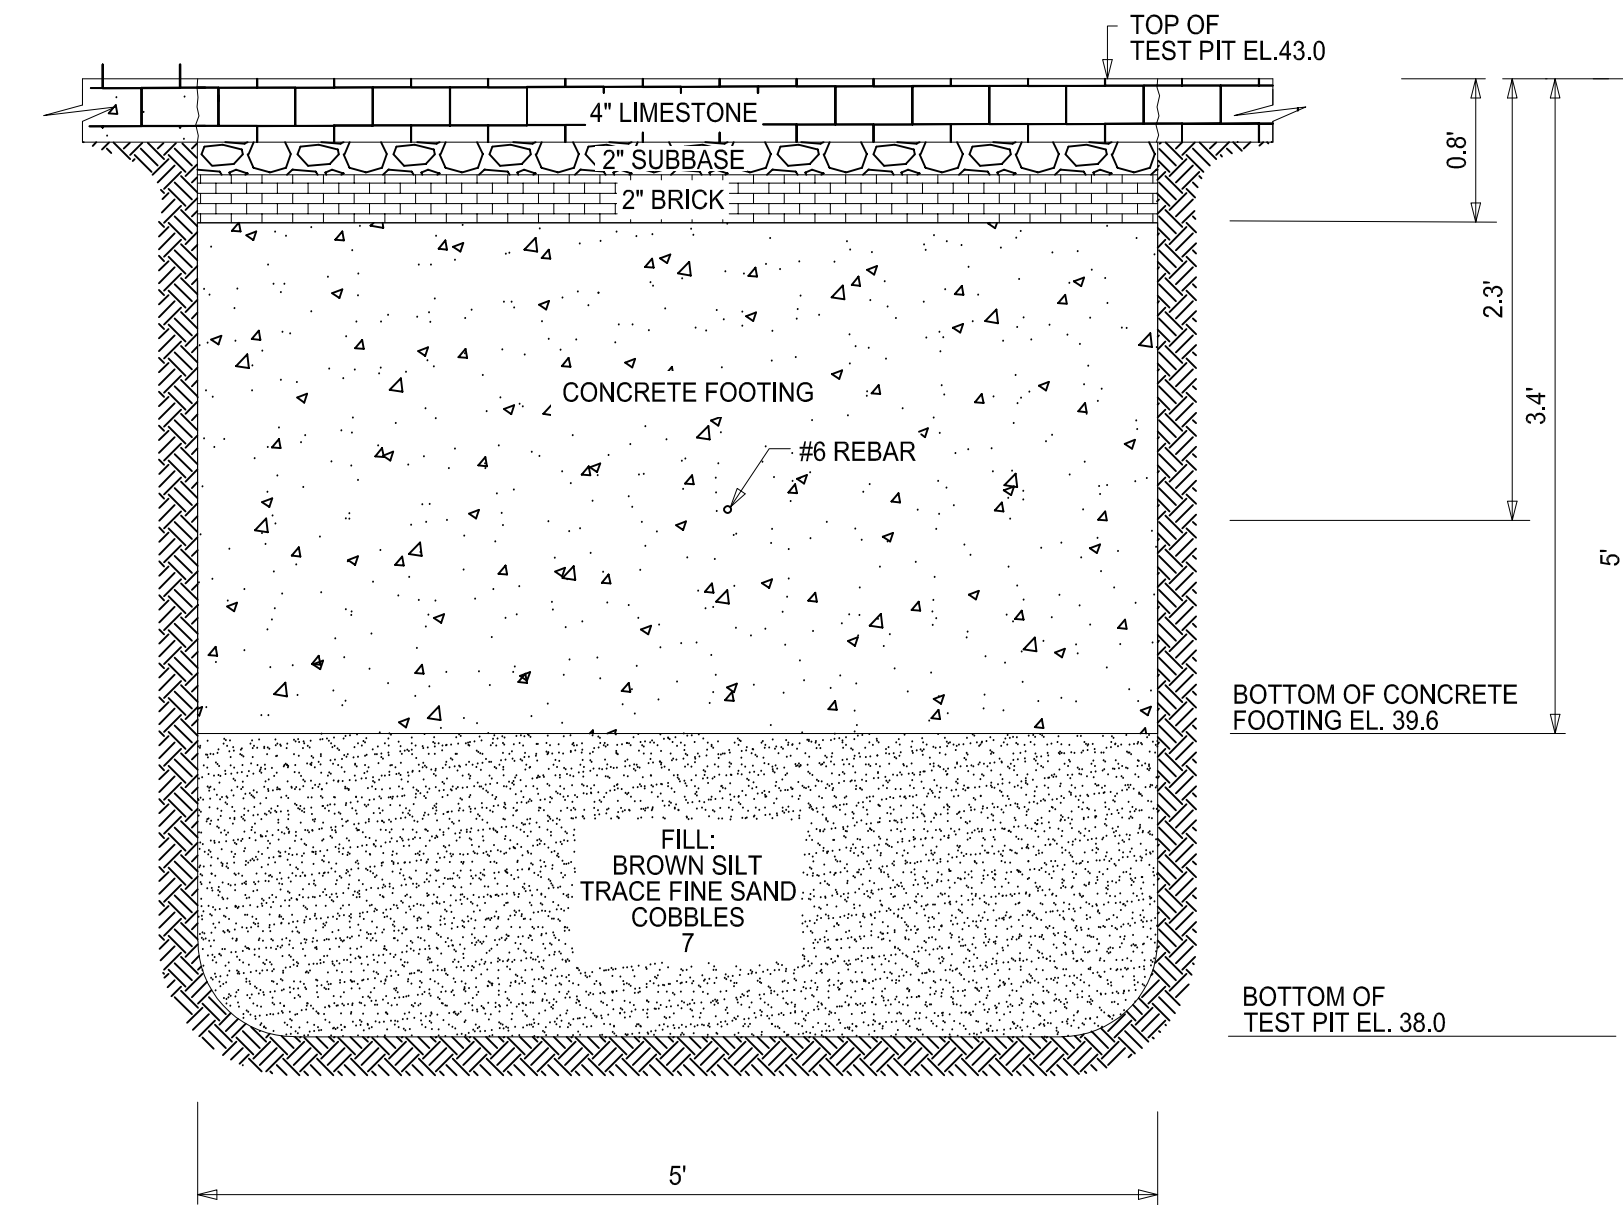 TOP OF
TEST PIT EL.43.0
4" LIMESTONE
2" SUBBASE
2" BRICK
0.8'
2.3'
3.4'
5'
CONCRETE FOOTING
#6 REBAR
BOTTOM OF CONCRETE
FOOTING EL. 39.6
FILL:
BROWN SILT
TRACE FINE SAND
COBBLES
7
BOTTOM OF
TEST PIT EL. 38.0
5'